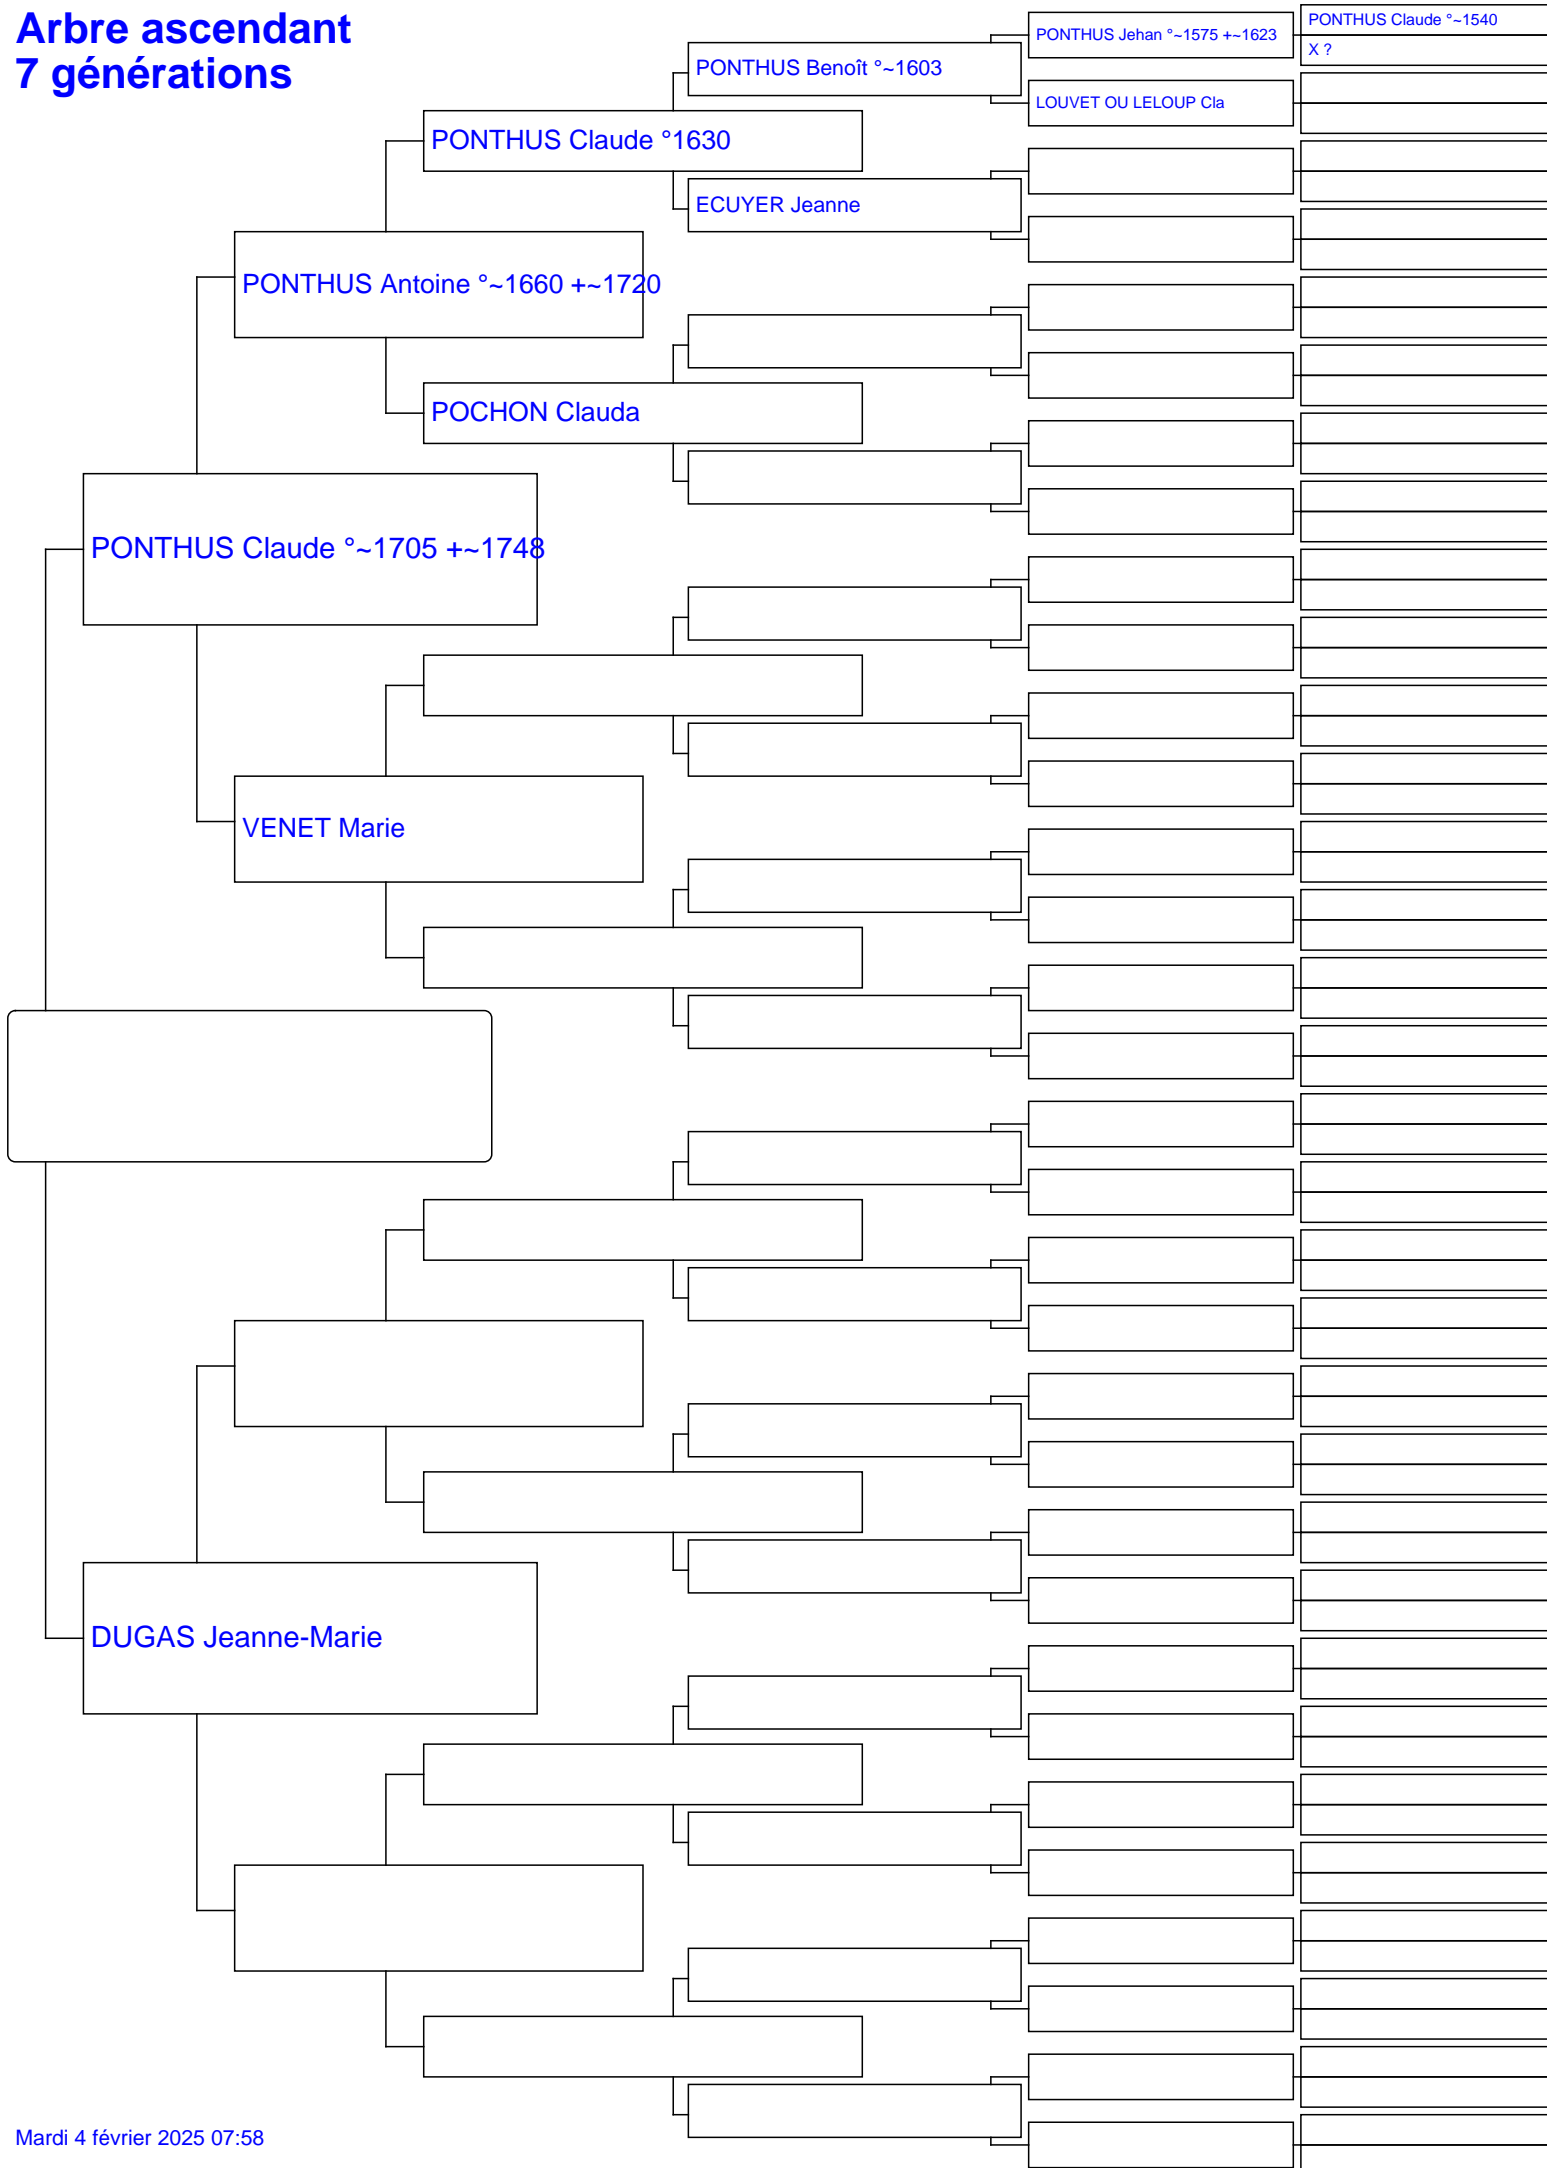 Arbre ascendant
7 générations
PONTHUS Claude °~1540
X ?
PONTHUS Jehan °~1575 +~1623
PONTHUS Benoît °~1603
LOUVET OU LELOUP Cla
PONTHUS Claude °1630
ECUYER Jeanne
PONTHUS Antoine °~1660 +~1720
POCHON Clauda
PONTHUS Claude °~1705 +~1748
VENET Marie
DUGAS Jeanne-Marie
Mardi 4 février 2025 07:58